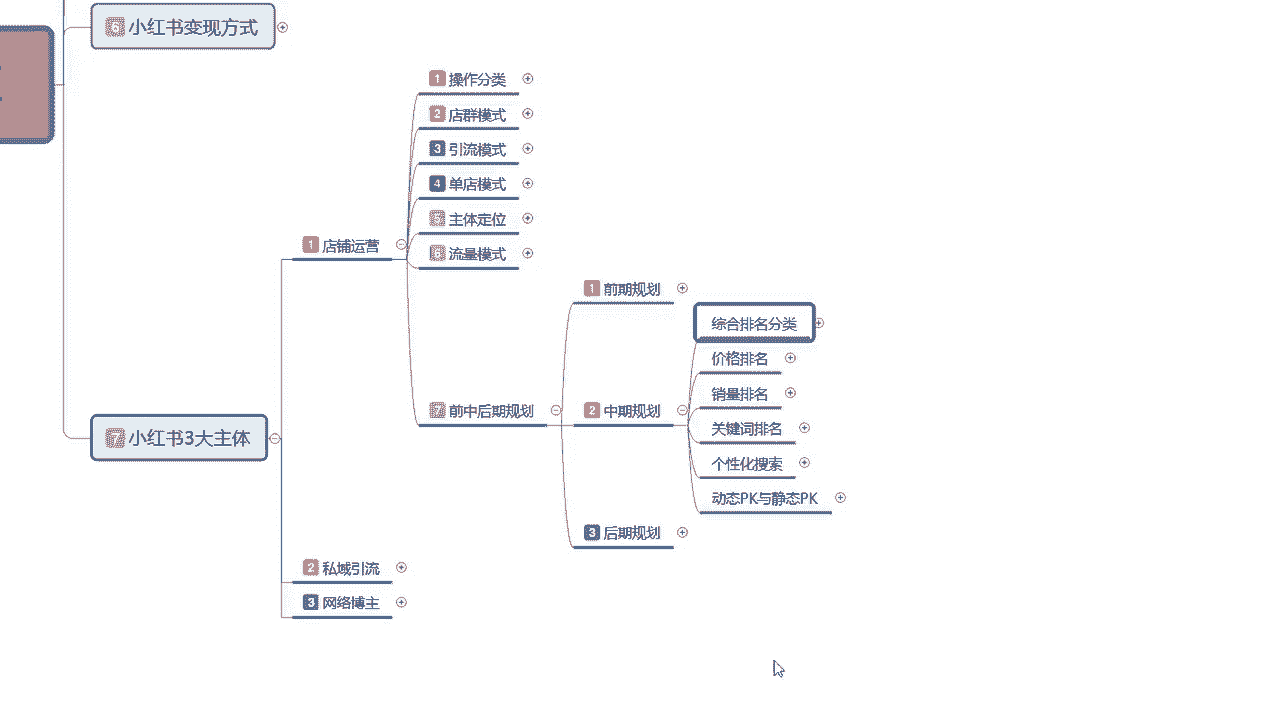 6 小红书变现方式
1 操作分类
2 店群模式
3 引流模式
4 单店模式
5 主体定位
6 流量模式
1 店铺运营
1 前期规划
综合排名分类
价格排名
销量排名
7 前中后期规划
2 中期规划
关键词排名
7 小红书3大主体
个性化搜索
动态PK与静态PK
3 后期规划
2 私域引流
3 网络博主